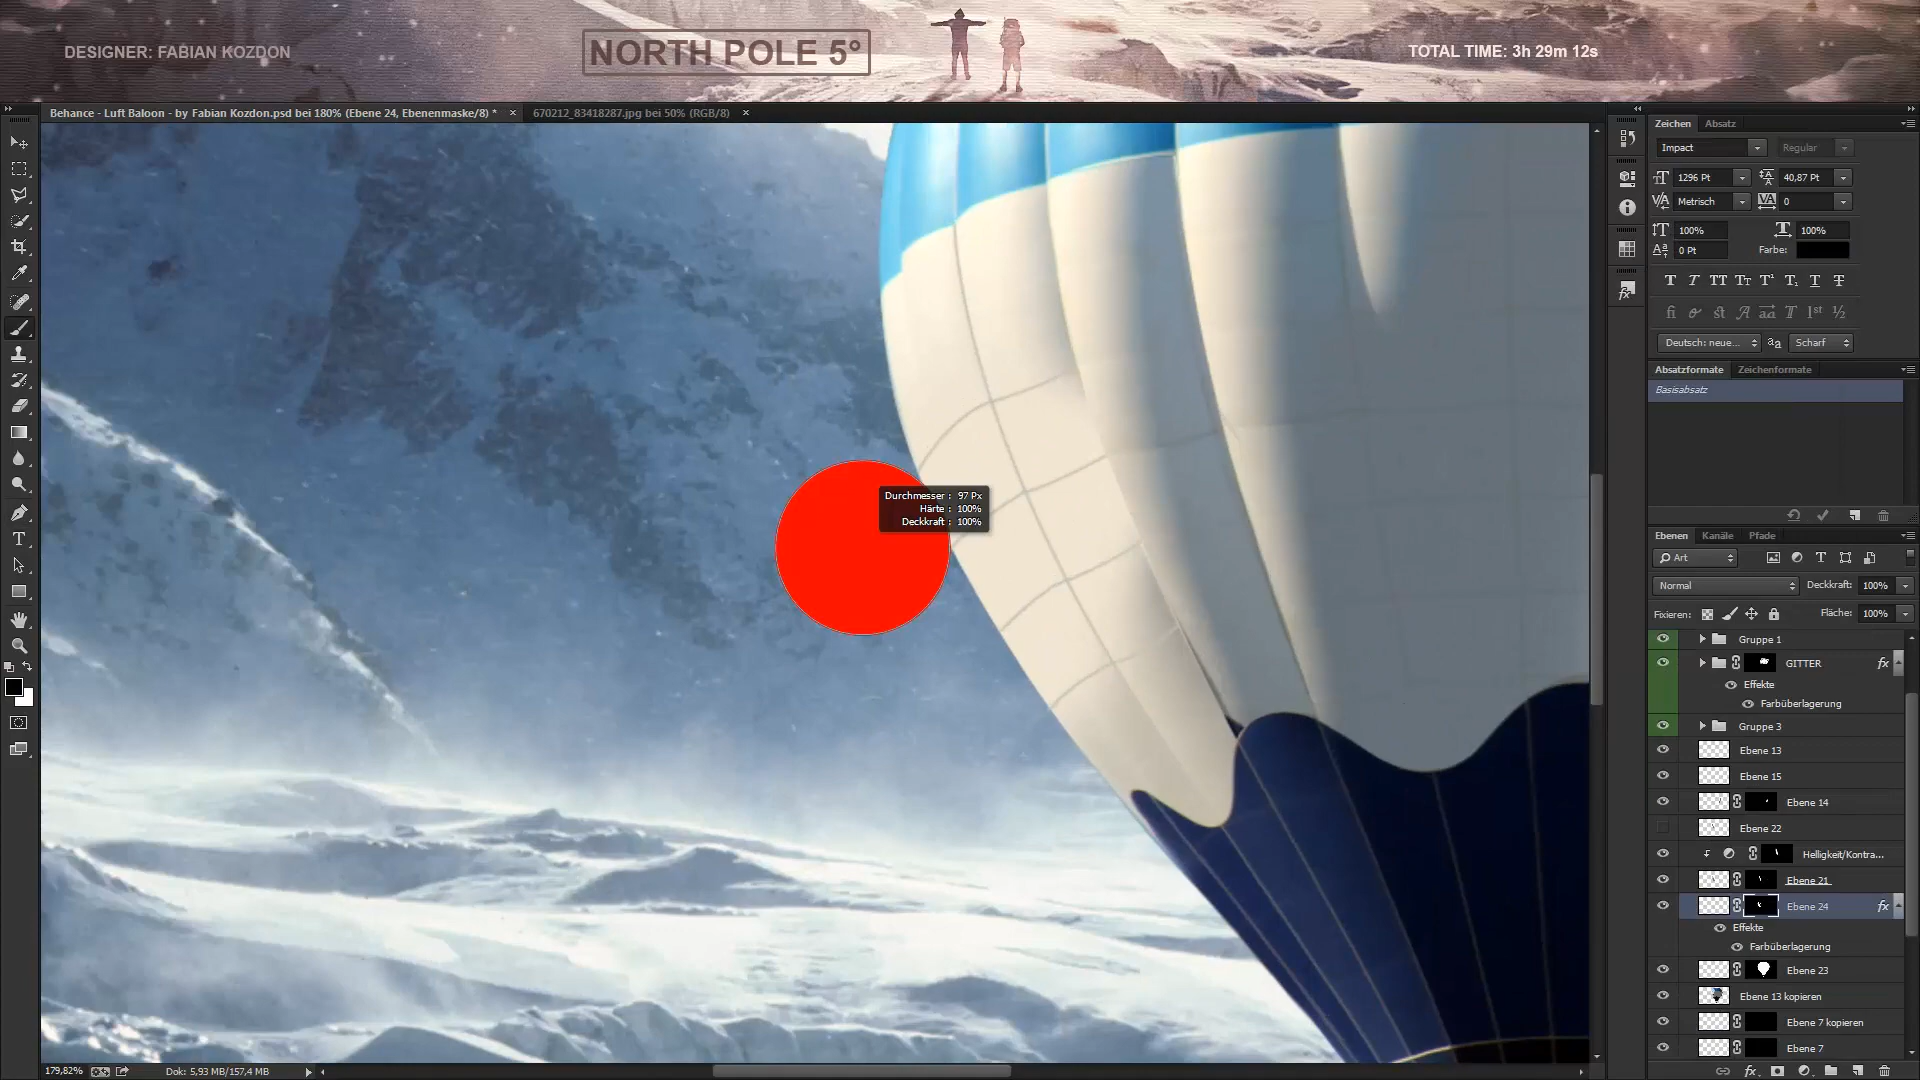 DESIGNER: FABIAN KOZDON
NORTH POLE 5°
TOTAL TIME: 3h 29m 12s
Behance - Luft Baloon - by Fabian Kozdon.psd bei 180% (Ebene 24, Ebenenmaske/8) *
670212_83418287.jpg bei 50% (RGB/8)
Zeichen
Absatz
Impact
Regular
1296 Pt
40,87 Pt
Metrisch
0
100%
100%
0 Pt
Farbe:
Deutsch: neue...
Scharf
Absatzformate
Zeichenformate
Basisabsatz
Durchmesser : 97 Px
Härte : 100%
Deckkraft : 100%
Ebenen
Kanäle
Pfade
Art
Normal
Deckkraft: 100%
Fixieren:
Fläche: 100%
Gruppe 1
GITTER
fx
Effekte
Farbüberlagerung
Gruppe 3
Ebene 13
Ebene 15
Ebene 14
Ebene 22
Helligkeit/Kontra...
Ebene 21
Ebene 24
fx
Effekte
Farbüberlagerung
Ebene 23
Ebene 13 kopieren
Ebene 7 kopieren
Ebene 7
179,82%
Dok: 5,93 MB/157,4 MB